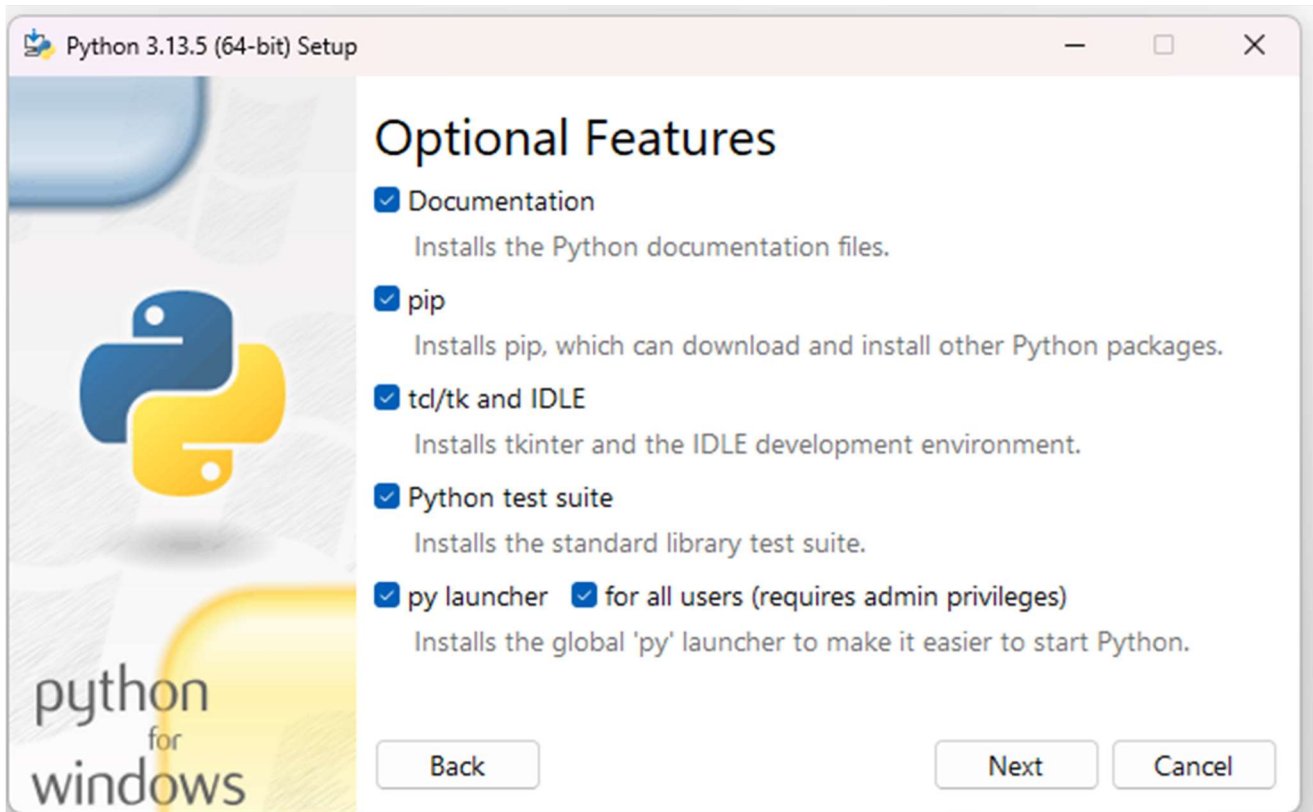 Python 3.13.5 (64-bit) Setup
Optional Features
Documentation
Installs the Python documentation files.
pip
Installs pip, which can download and install other Python packages.
tcl/tk and IDLE
Installs tkinter and the IDLE development environment.
Python test suite
Installs the standard library test suite.
py launcher for all users (requires admin privileges)
Installs the global 'py' launcher to make it easier to start Python.
python
for
windows
Back Next Cancel